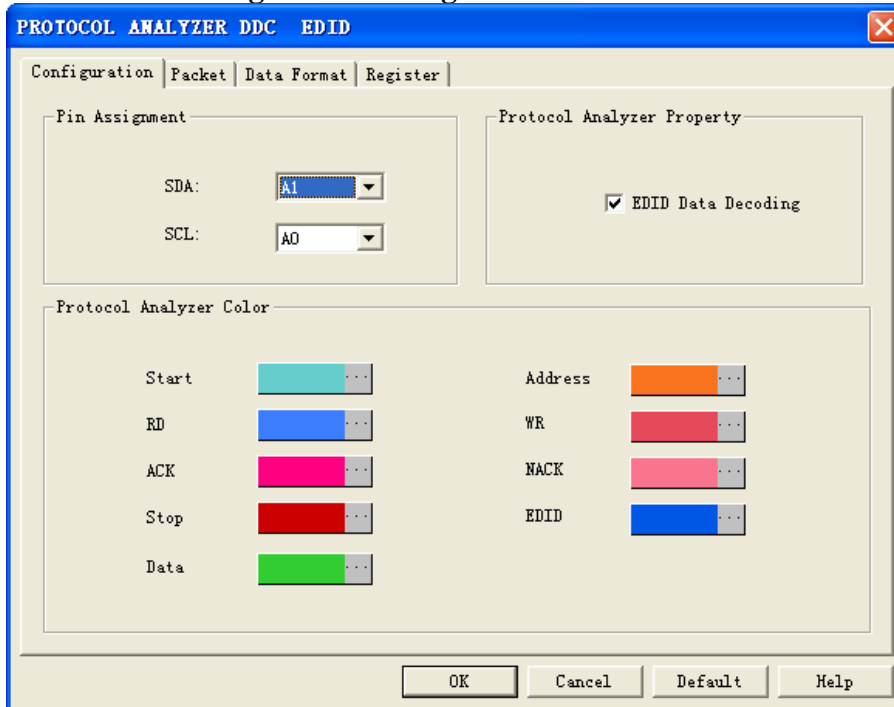 PROTOCOL ANALYZER DDC EDID
Configuration Packet Data Format Register
Pin Assignment
SDA: A1
SCL: A0
Protocol Analyzer Property
EDID Data Decoding
Protocol Analyzer Color
Start ... Address ...
RD ... WR ...
ACK ... NACK ...
Stop ... EDID ...
Data ...
OK Cancel Default Help